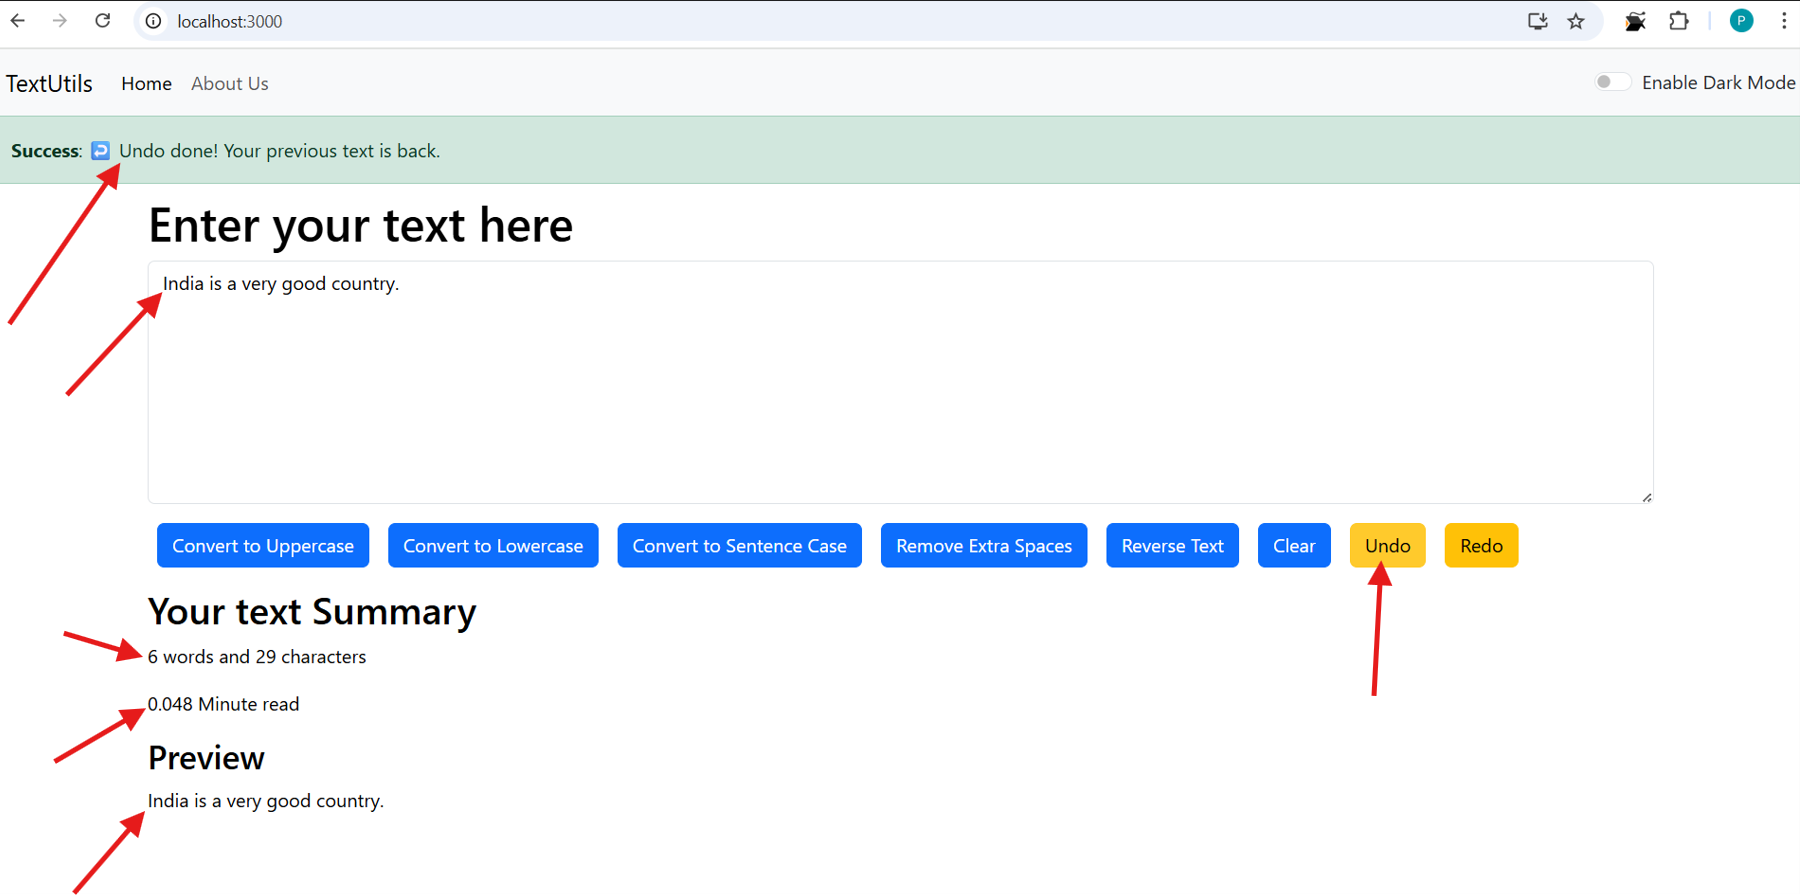 localhost:3000
P
TextUtils Home About Us Enable Dark Mode
Success: Undo done! Your previous text is back.
Enter your text here
India is a very good country.
Convert to Uppercase Convert to Lowercase Convert to Sentence Case Remove Extra Spaces Reverse Text Clear Undo Redo
Your text Summary
6 words and 29 characters
0.048 Minute read
Preview
India is a very good country.